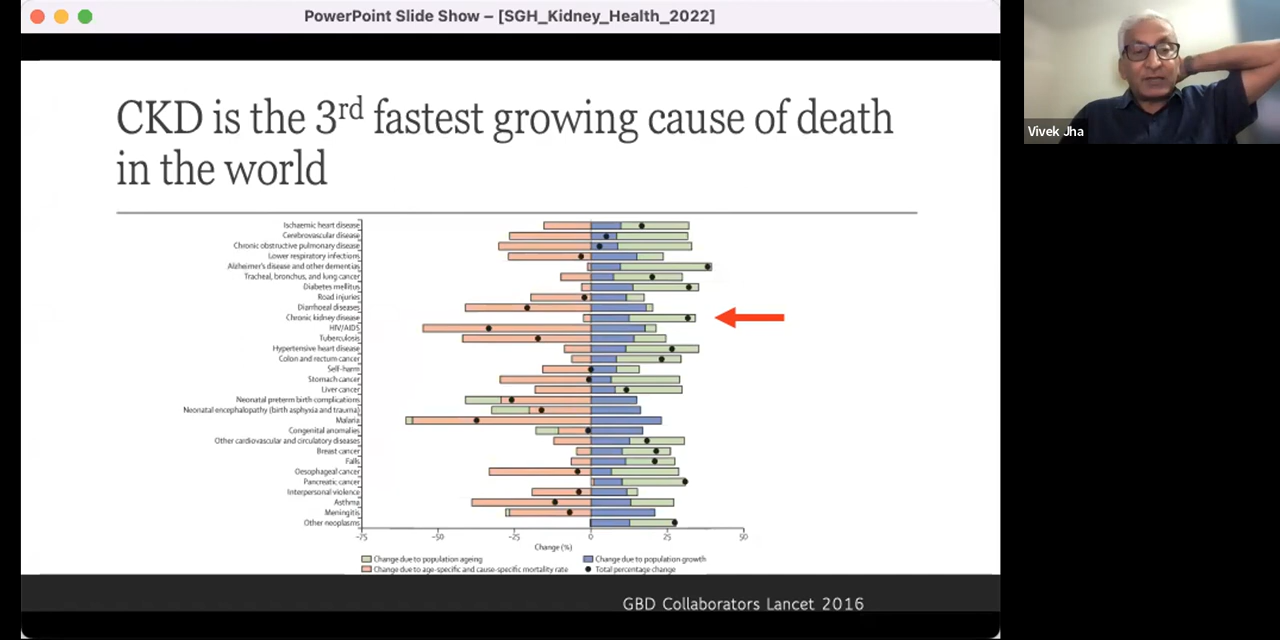 PowerPoint Slide Show – [SGH_Kidney_Health_2022]
CKD is the 3rd fastest growing cause of death
in the world
Ischaemic heart disease
Cerebrovascular disease
Chronic obstructive pulmonary disease
Lower respiratory infections
Alzheimer's disease and other dementias
Tracheal, bronchus, and lung cancer
Diabetes mellitus
Road injuries
Diarrhoeal diseases
Chronic kidney disease
HIV/AIDS
Tuberculosis
Hypertensive heart disease
Colon and rectum cancer
Self-harm
Stomach cancer
Liver cancer
Neonatal preterm birth complications
Neonatal encephalopathy (birth asphyxia and trauma)
Malaria
Congenital anomalies
Other cardiovascular and circulatory diseases
Breast cancer
Falls
Oesophageal cancer
Pancreatic cancer
Interpersonal violence
Asthma
Meningitis
Other neoplasms
-75 -50 -25 0 25 50
Change (%)
Change due to population ageing Change due to population growth
Change due to age-specific and cause-specific mortality rate Total percentage change
GBD Collaborators Lancet 2016
Vivek Jha